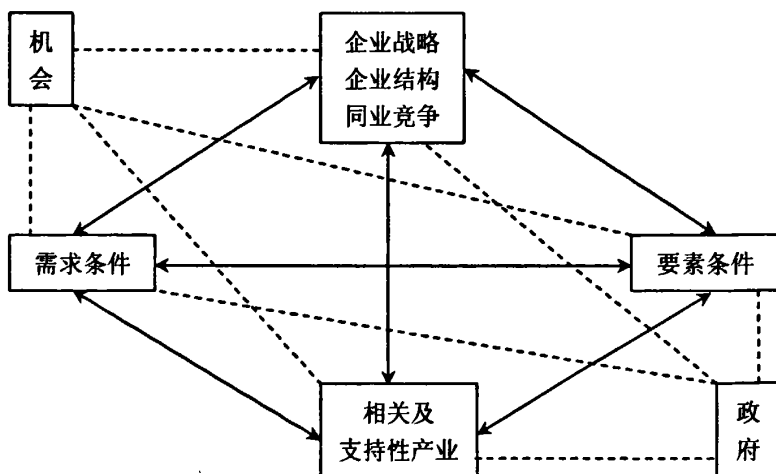 机
会
企业战略
企业结构
同业竞争
需求条件
要素条件
相关及
支持性产业
政
府